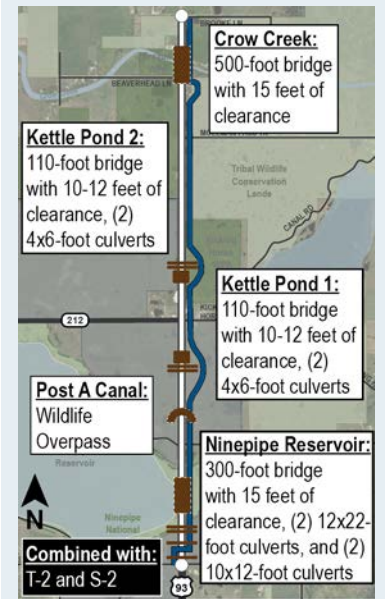 BROOKE LN
Crow Creek:
500-foot bridge
with 15 feet of
clearance
BEAVERHEAD LN
Kettle Pond 2:
110-foot bridge
with 10-12 feet of
clearance, (2)
4x6-foot culverts
Tribal Wildlife
Conservation
Lands
CANAL RD
Kettle Pond 1:
110-foot bridge
with 10-12 feet of
clearance, (2)
4x6-foot culverts
212
Post A Canal:
Wildlife
Overpass
Reservoir
Ninepipe Reservoir:
300-foot bridge
with 15 feet of
clearance, (2) 12x22-
foot culverts, and (2)
10x12-foot culverts
N
Ninepipe
National
Combined with:
T-2 and S-2
93